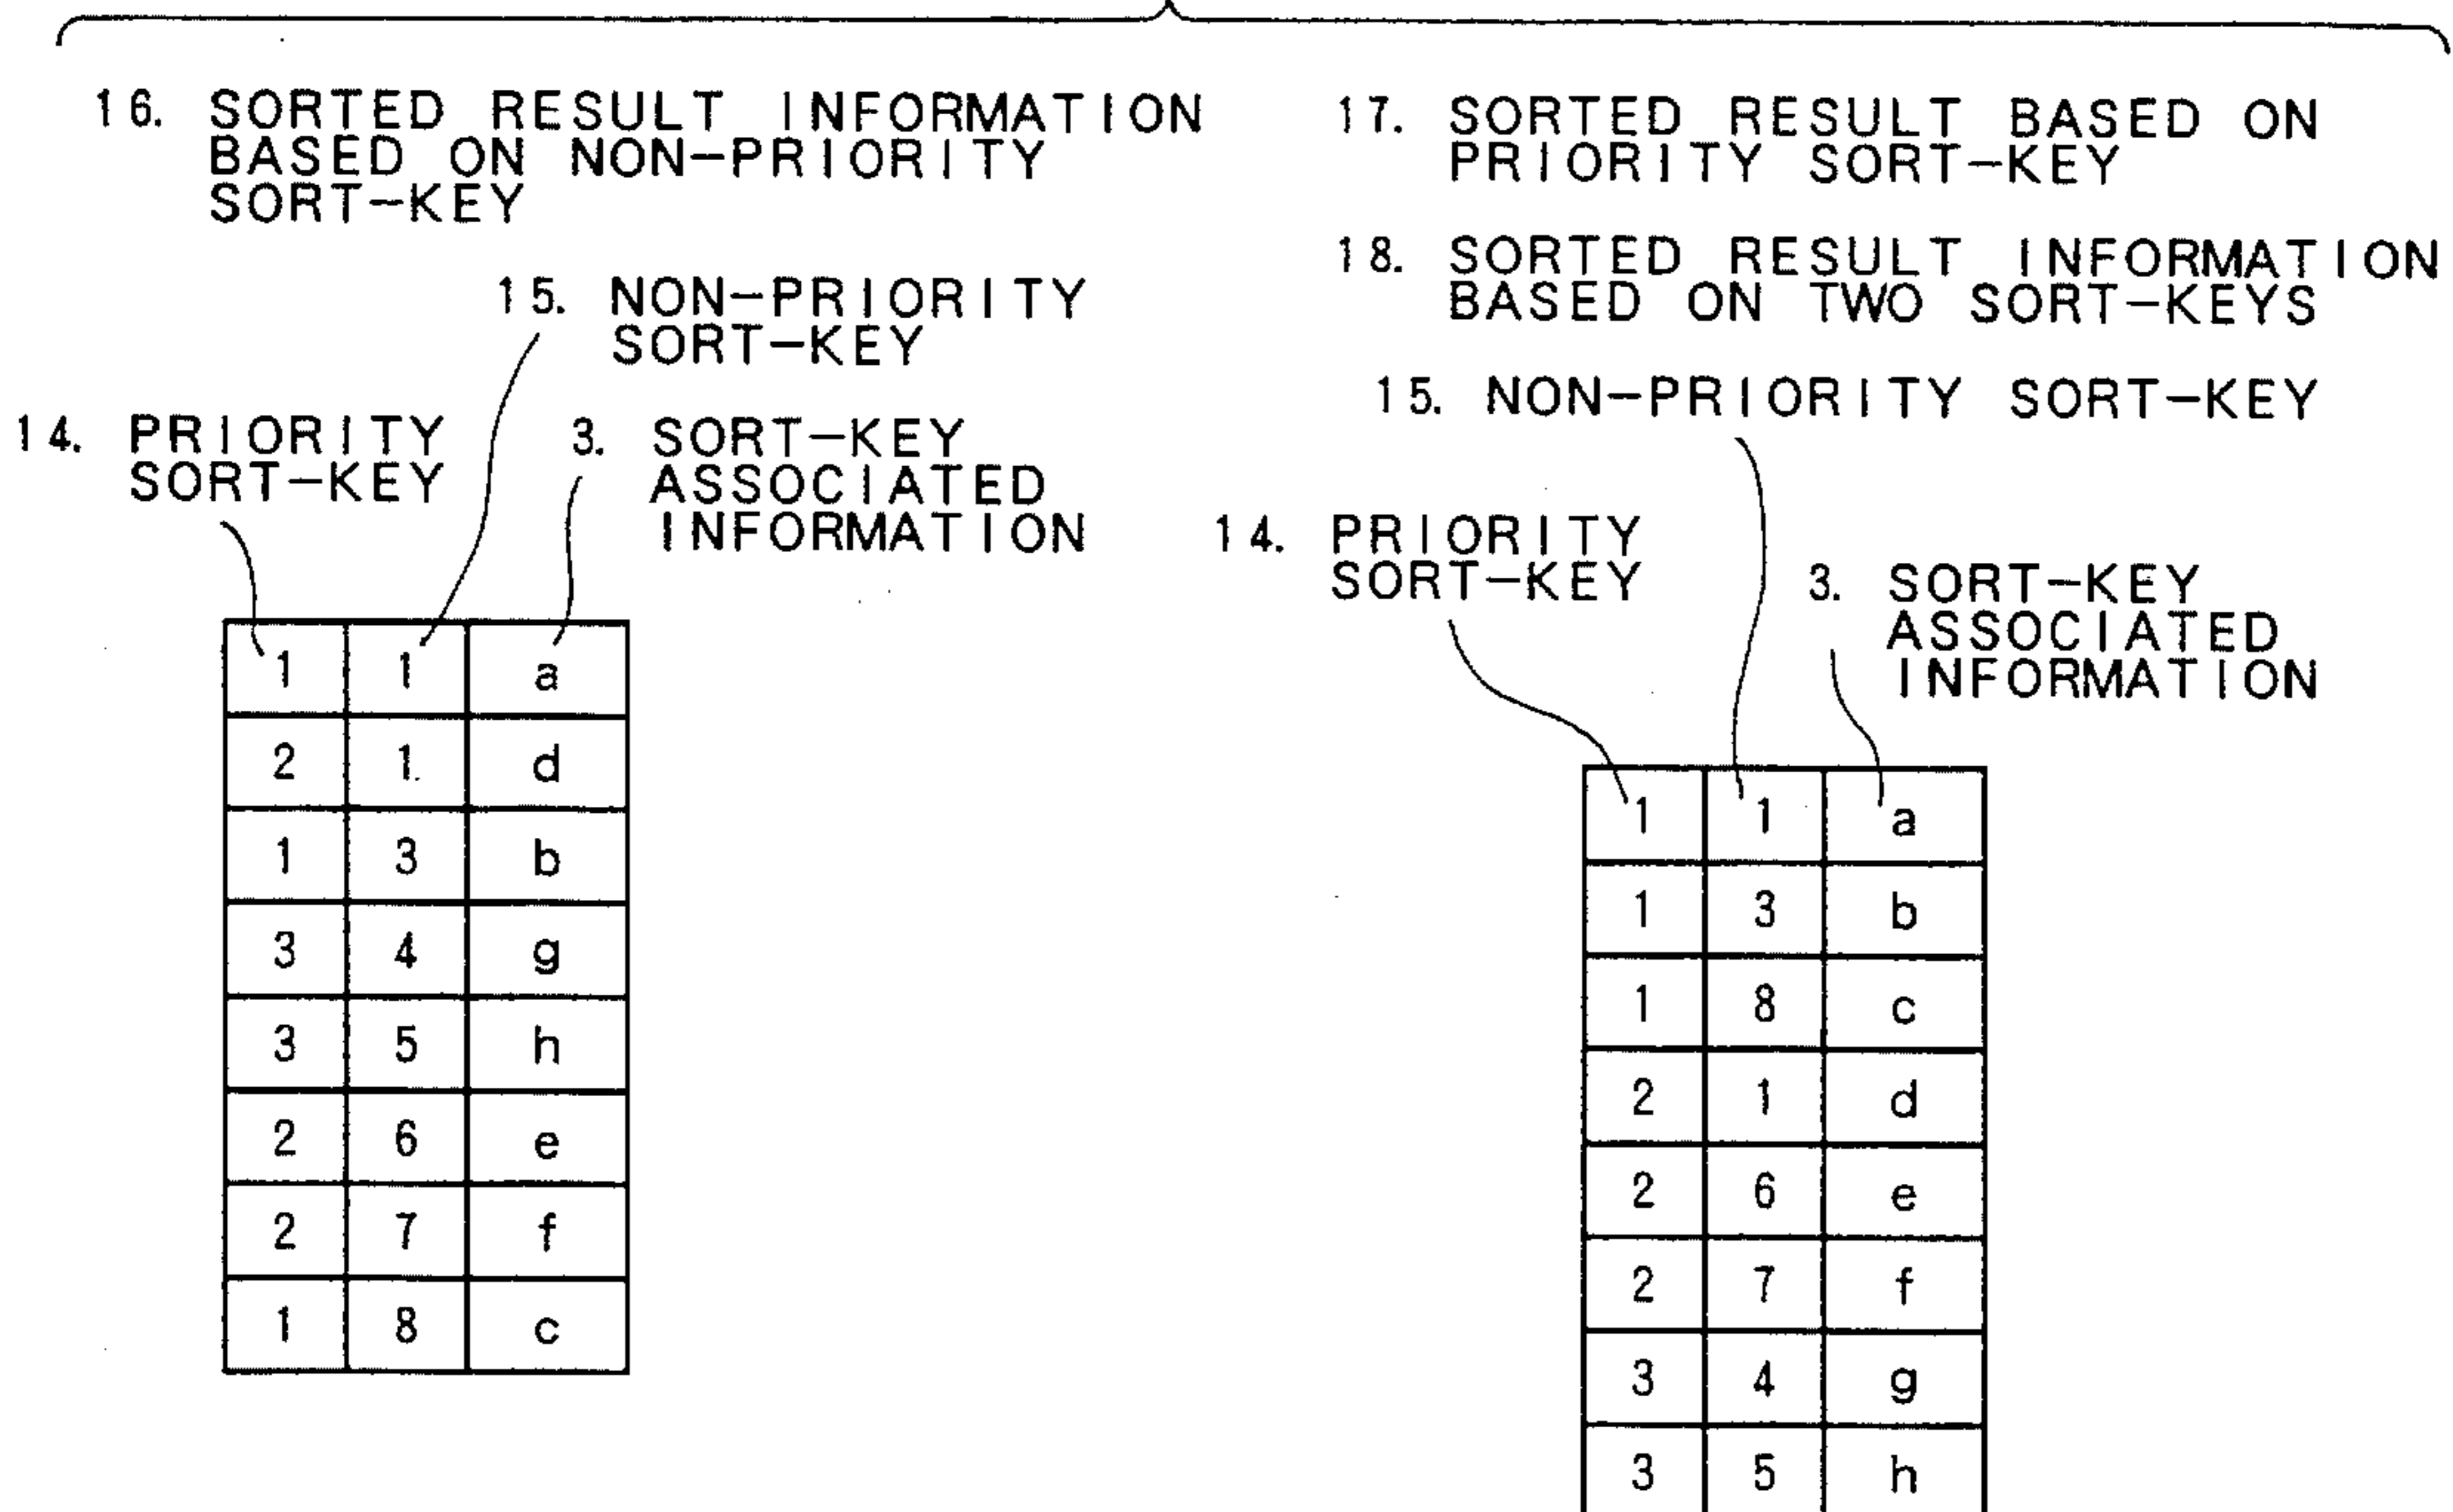 16. SORTED RESULT INFORMATION
BASED ON NON-PRIORITY
SORT-KEY
15. NON-PRIORITY
SORT-KEY
14. PRIORITY
SORT-KEY
3. SORT-KEY
ASSOCIATED
INFORMATION
1 1 a
2 1 d
1 3 b
3 4 g
3 5 h
2 6 e
2 7 f
1 8 c
17. SORTED RESULT BASED ON
PRIORITY SORT-KEY
18. SORTED RESULT INFORMATION
BASED ON TWO SORT-KEYS
15. NON-PRIORITY SORT-KEY
14. PRIORITY
SORT-KEY
3. SORT-KEY
ASSOCIATED
INFORMATION
1 1 a
1 3 b
1 8 c
2 1 d
2 6 e
2 7 f
3 4 g
3 5 h